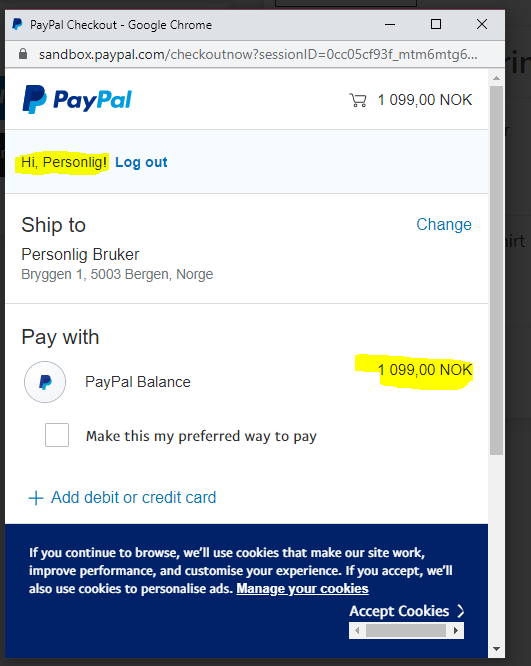 PayPal Checkout - Google Chrome
sandbox.paypal.com/checkoutnow?sessionID=0cc05cf93f_mtm6mtg6...
PayPal
1 099,00 NOK
Hi, Personlig! Log out
Ship to
Change
Personlig Bruker
Bryggen 1, 5003 Bergen, Norge
Pay with
PayPal Balance
1 099,00 NOK
Make this my preferred way to pay
+ Add debit or credit card
If you continue to browse, we'll use cookies that make our site work,
improve performance, and customise your experience. If you accept, we'll
also use cookies to personalise ads. Manage your cookies
Accept Cookies